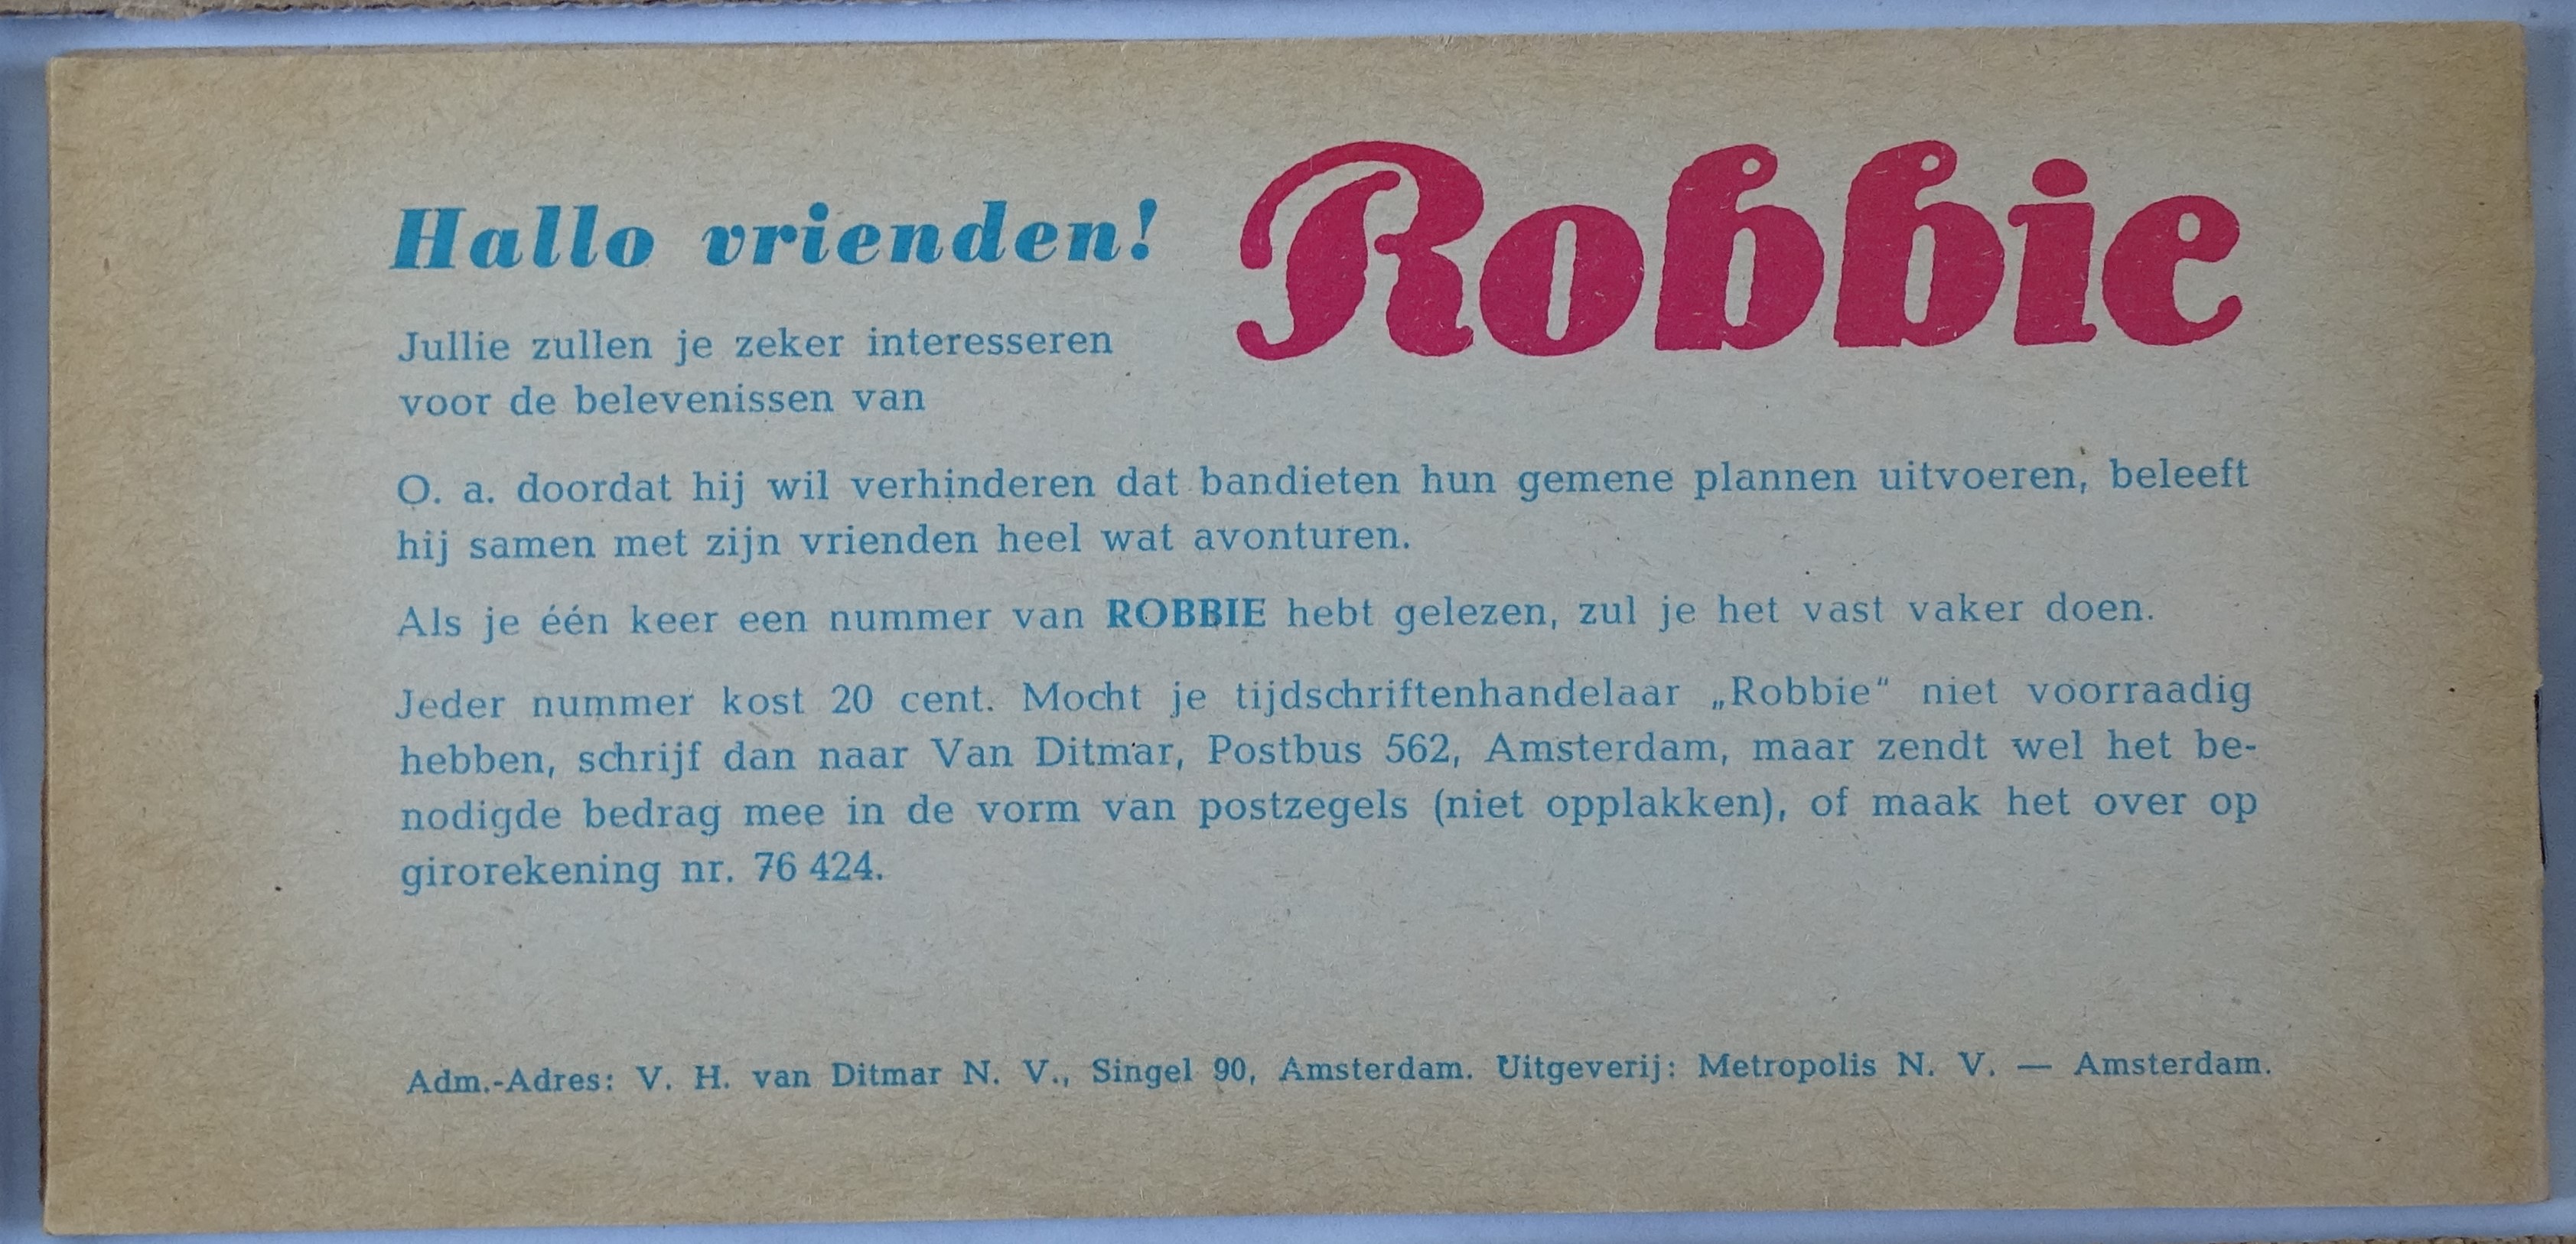 Hallo vrienden!
Robbie
Jullie zullen je zeker interesseren
voor de belevenissen van
O. a. doordat hij wil verhinderen dat bandieten hun gemene plannen uitvoeren, beleeft
hij samen met zijn vrienden heel wat avonturen.
Als je één keer een nummer van ROBBIE hebt gelezen, zul je het vast vaker doen.
Jeder nummer kost 20 cent. Mocht je tijdschriftenhandelaar „Robbie“ niet voorraadig
hebben, schrijf dan naar Van Ditmar, Postbus 562, Amsterdam, maar zendt wel het be-
nodigde bedrag mee in de vorm van postzegels (niet opplakken), of maak het over op
girorekening nr. 76 424.
Adm.-Adres: V. H. van Ditmar N. V., Singel 90, Amsterdam. Uitgeverij: Metropolis N. V. — Amsterdam.